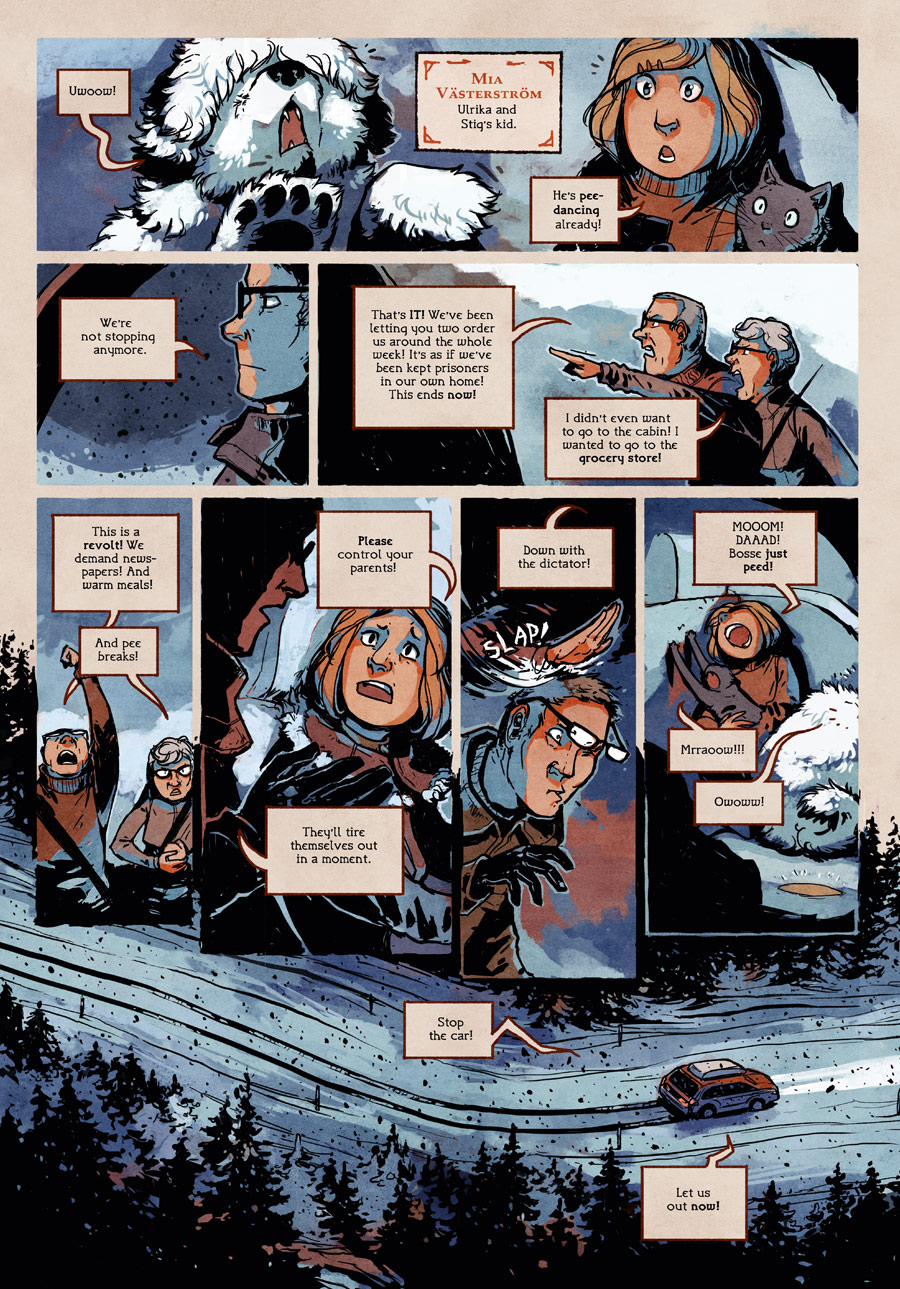 Uwoow!
Mia
Västerström
Ulrika and
Stig's kid.
He's pee-
dancing
already!
We're
not stopping
anymore.
That's IT! We've been
letting you two order
us around the whole
week! It's as if we've
been kept prisoners
in our own home!
This ends now!
I didn't even want
to go to the cabin! I
wanted to go to the
grocery store!
This is a
revolt! We
demand news-
papers! And
warm meals!
And pee
breaks!
Please
control your
parents!
They'll tire
themselves out
in a moment.
Down with
the dictator!
SLAP!
MOOOM!
DAAAD!
Bosse just
peed!
Mrraoow!!!
Owoww!
Stop
the car!
Let us
out now!